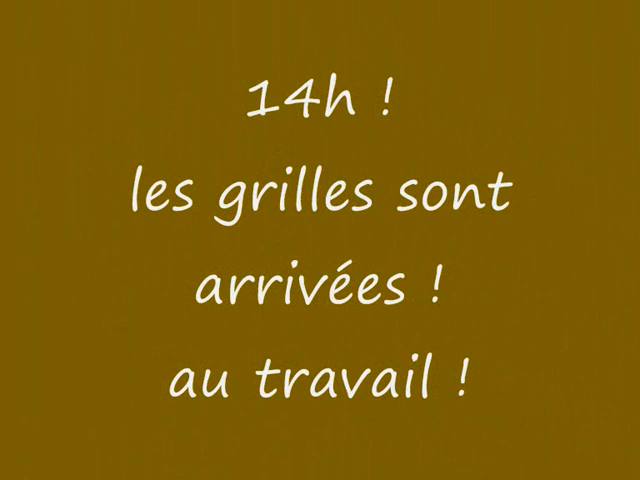 14h !
les grilles sont
arrivées !
au travail !